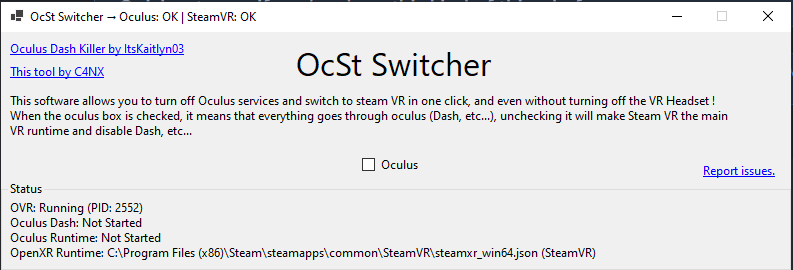 OcSt Switcher → Oculus: OK | SteamVR: OK
Oculus Dash Killer by ItsKaitlyn03
This tool by C4NX
OcSt Switcher
This software allows you to turn off Oculus services and switch to steam VR in one click, and even without turning off the VR Headset !
When the oculus box is checked, it means that everything goes through oculus (Dash, etc...), unchecking it will make Steam VR the main
VR runtime and disable Dash, etc...
Oculus
Report issues.
Status
OVR: Running (PID: 2552)
Oculus Dash: Not Started
Oculus Runtime: Not Started
OpenXR Runtime: C:\Program Files (x86)\Steam\steamapps\common\SteamVR\steamxr_win64.json (SteamVR)